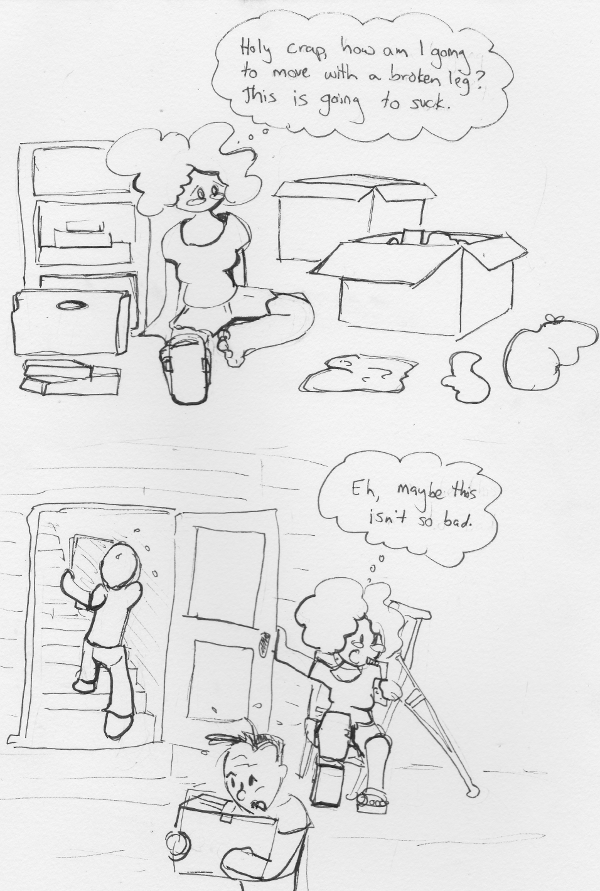 Holy crap, how am I going
to move with a broken leg?
This is going to suck.
Eh, maybe this
isn't so bad.